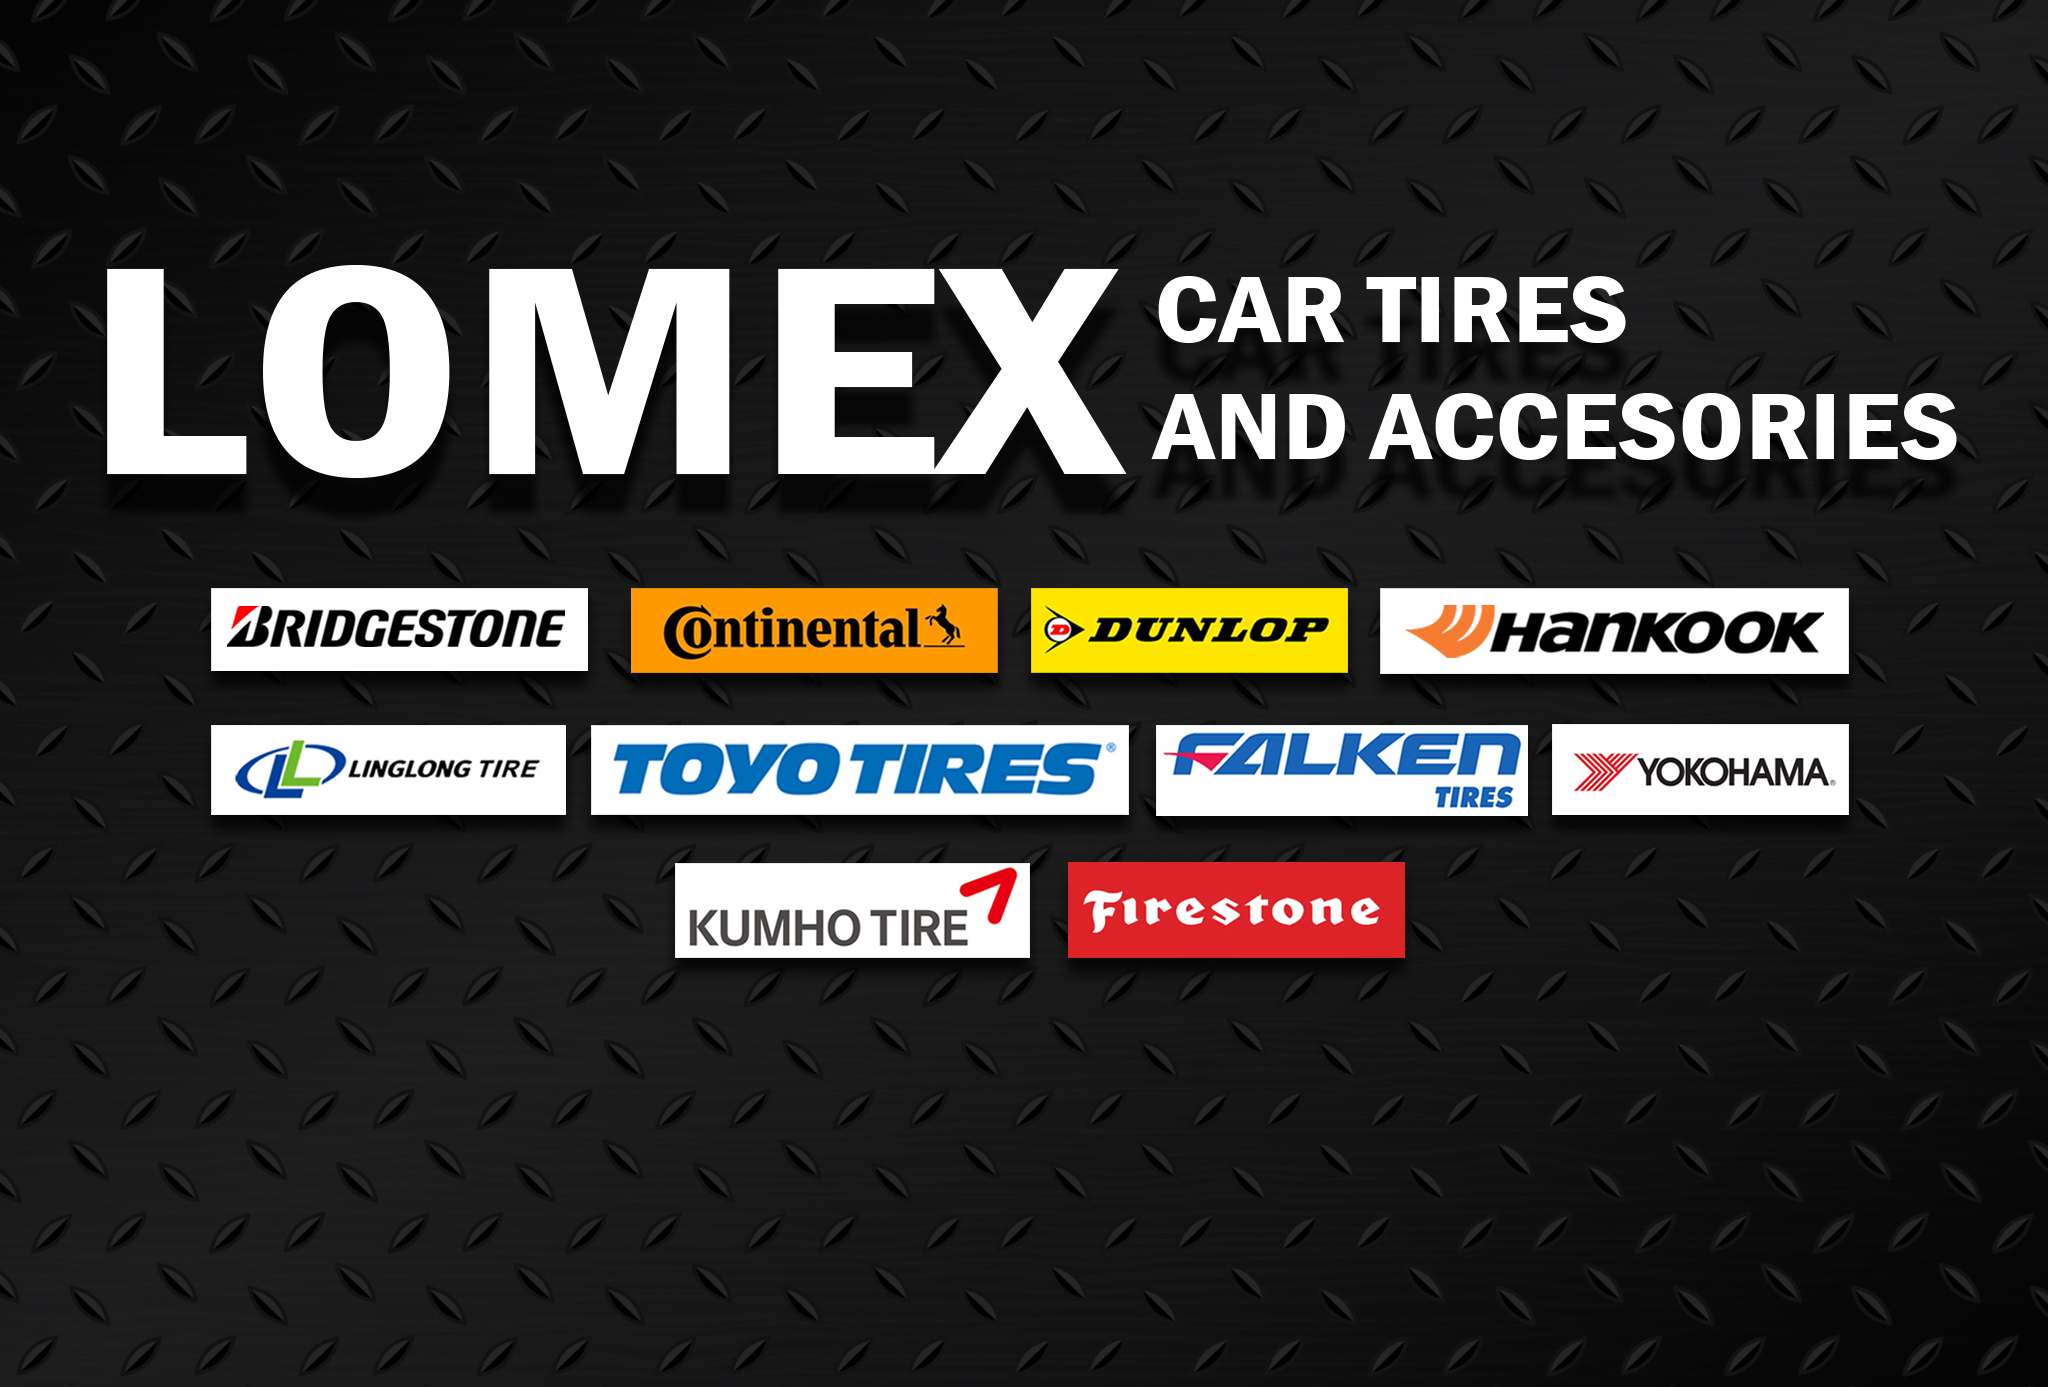 LOMEX CAR TIRES
AND ACCESORIES
BRIDGESTONE Continental D DUNLOP HANKOOK
LL LINGLONG TIRE TOYO TIRES® FALKEN TIRES YOKOHAMA®
KUMHO TIRE Firestone